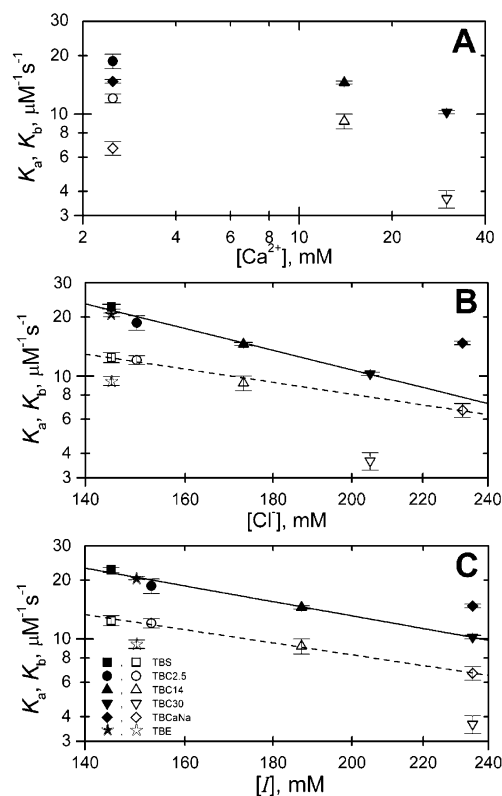 A
30
20
10
8
6
4
3
Ka, Kb, μM-1s-1
2 4 6 8 10 20 40
[Ca2+], mM
B
30
20
10
8
6
4
3
Ka, Kb, μM-1s-1
140 160 180 200 220 240
[Cl-], mM
C
30
20
10
8
6
4
3
Ka, Kb, μM-1s-1
TBS
TBC2.5
TBC14
TBC30
TBCaNa
TBE
140 160 180 200 220 240
[I], mM